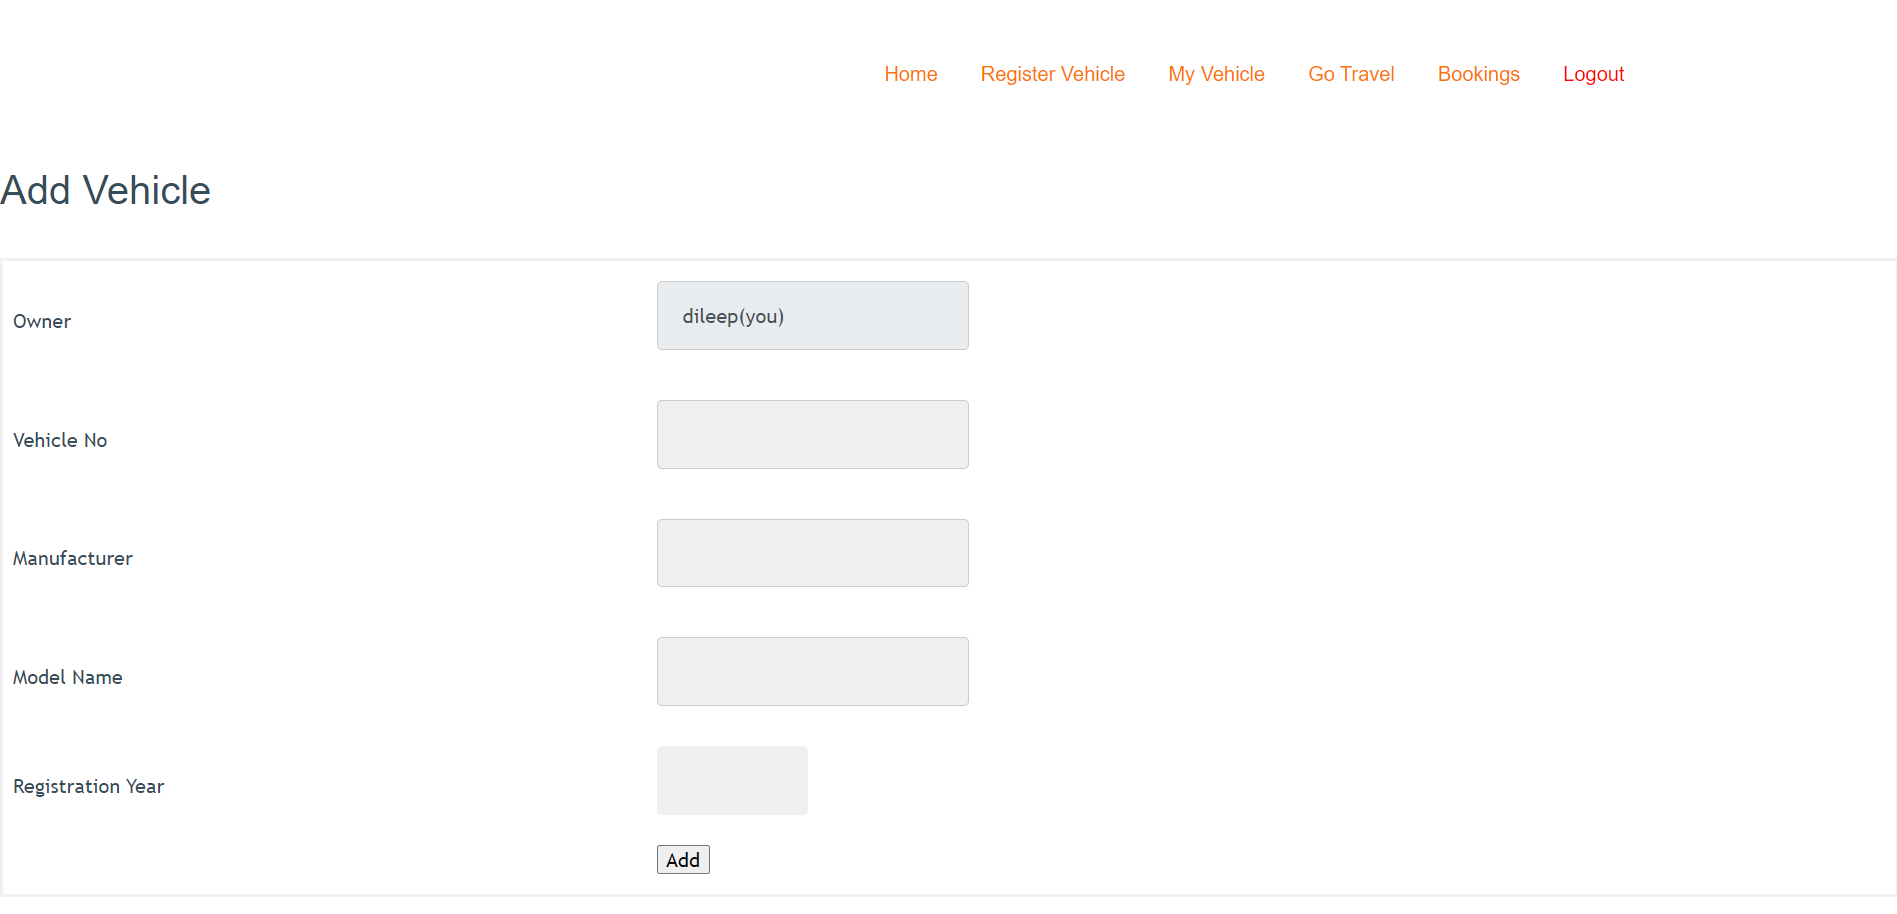 Home Register Vehicle My Vehicle Go Travel Bookings Logout
Add Vehicle
Owner dileep(you)
Vehicle No
Manufacturer
Model Name
Registration Year
Add